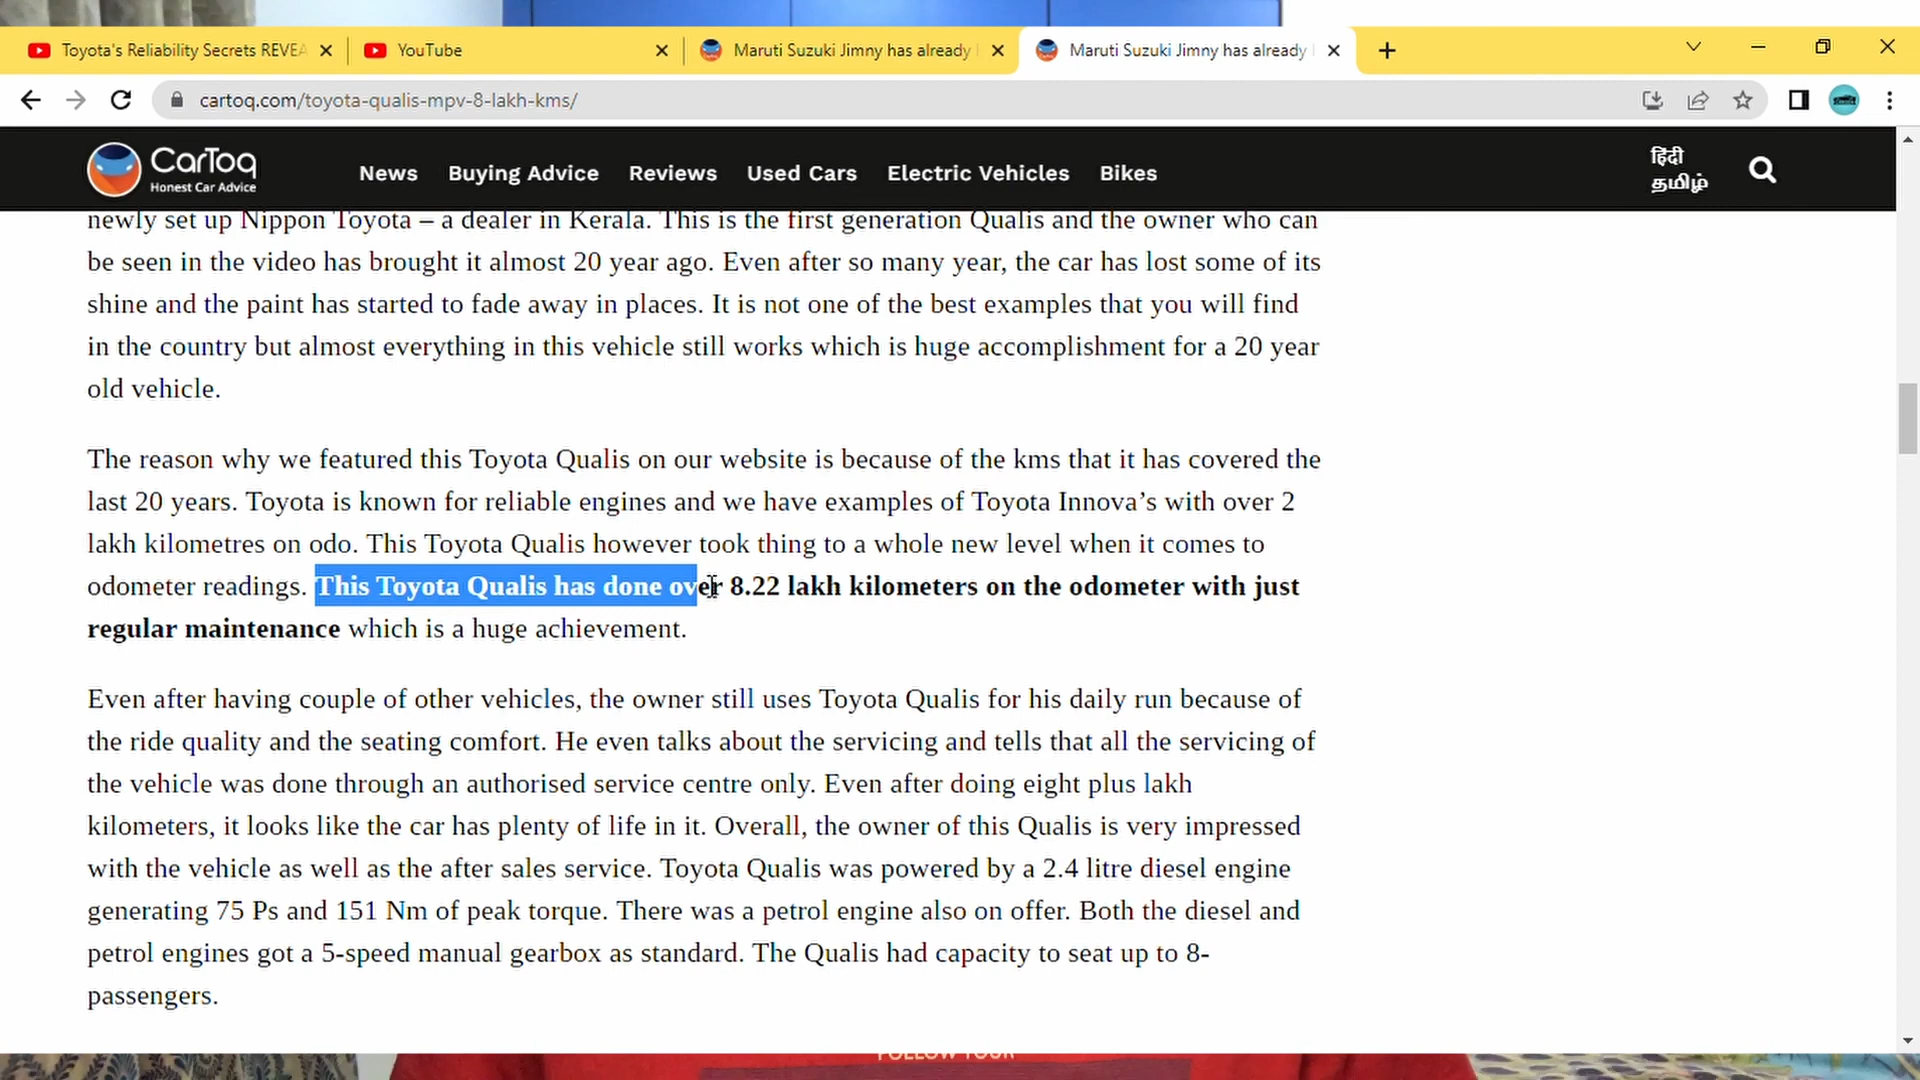 Toyota's Reliability Secrets REVEA
YouTube
Maruti Suzuki Jimny has already
Maruti Suzuki Jimny has already
cartoq.com/toyota-qualis-mpv-8-lakh-kms/
CarToq
Honest Car Advice
News Buying Advice Reviews Used Cars Electric Vehicles Bikes
हिंदी
தமிழ்
newly set up Nippon Toyota – a dealer in Kerala. This is the first generation Qualis and the owner who can
be seen in the video has brought it almost 20 year ago. Even after so many year, the car has lost some of its
shine and the paint has started to fade away in places. It is not one of the best examples that you will find
in the country but almost everything in this vehicle still works which is huge accomplishment for a 20 year
old vehicle.
The reason why we featured this Toyota Qualis on our website is because of the kms that it has covered the
last 20 years. Toyota is known for reliable engines and we have examples of Toyota Innova’s with over 2
lakh kilometres on odo. This Toyota Qualis however took thing to a whole new level when it comes to
odometer readings. This Toyota Qualis has done over 8.22 lakh kilometers on the odometer with just
regular maintenance which is a huge achievement.
Even after having couple of other vehicles, the owner still uses Toyota Qualis for his daily run because of
the ride quality and the seating comfort. He even talks about the servicing and tells that all the servicing of
the vehicle was done through an authorised service centre only. Even after doing eight plus lakh
kilometers, it looks like the car has plenty of life in it. Overall, the owner of this Qualis is very impressed
with the vehicle as well as the after sales service. Toyota Qualis was powered by a 2.4 litre diesel engine
generating 75 Ps and 151 Nm of peak torque. There was a petrol engine also on offer. Both the diesel and
petrol engines got a 5-speed manual gearbox as standard. The Qualis had capacity to seat up to 8-
passengers.
FOLLOW YOUR